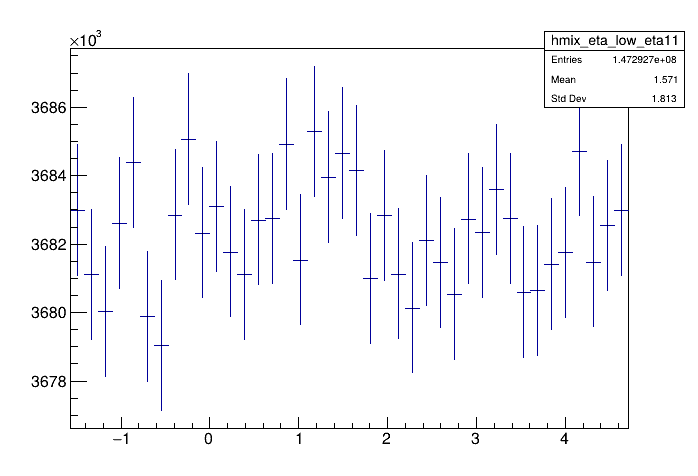 ×10³
hmix_eta_low_eta11
Entries 1.472927e+08
Mean 1.571
Std Dev 1.813
3686
3684
3682
3680
3678
−1 0 1 2 3 4